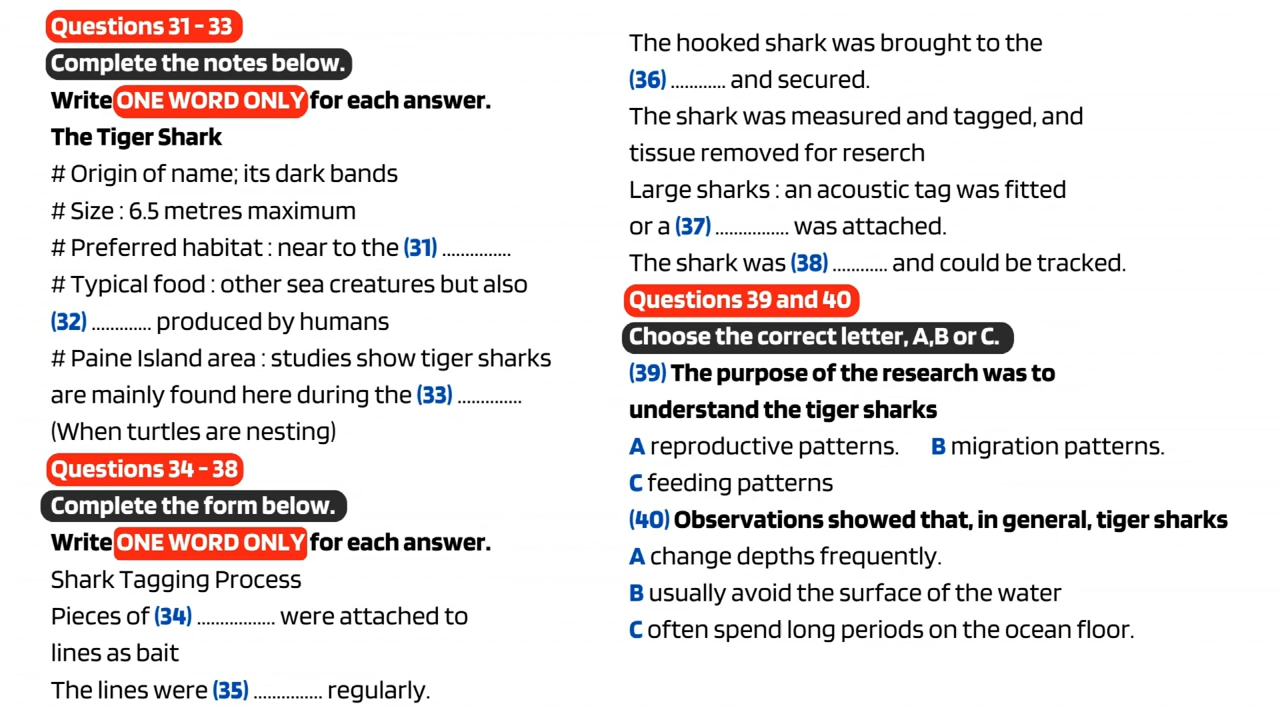 Questions 31 - 33
Complete the notes below.
Write ONE WORD ONLY for each answer.
The Tiger Shark
# Origin of name; its dark bands
# Size : 6.5 metres maximum
# Preferred habitat : near to the (31) ...............
# Typical food : other sea creatures but also
(32) ............. produced by humans
# Paine Island area : studies show tiger sharks
are mainly found here during the (33) ..............
(When turtles are nesting)
Questions 34 - 38
Complete the form below.
Write ONE WORD ONLY for each answer.
Shark Tagging Process
Pieces of (34) ................. were attached to
lines as bait
The lines were (35) ............... regularly.
The hooked shark was brought to the
(36) ............ and secured.
The shark was measured and tagged, and
tissue removed for reserch
Large sharks : an acoustic tag was fitted
or a (37) ................ was attached.
The shark was (38) ............ and could be tracked.
Questions 39 and 40
Choose the correct letter, A,B or C.
(39) The purpose of the research was to
understand the tiger sharks
A reproductive patterns. B migration patterns.
C feeding patterns
(40) Observations showed that, in general, tiger sharks
A change depths frequently.
B usually avoid the surface of the water
C often spend long periods on the ocean floor.